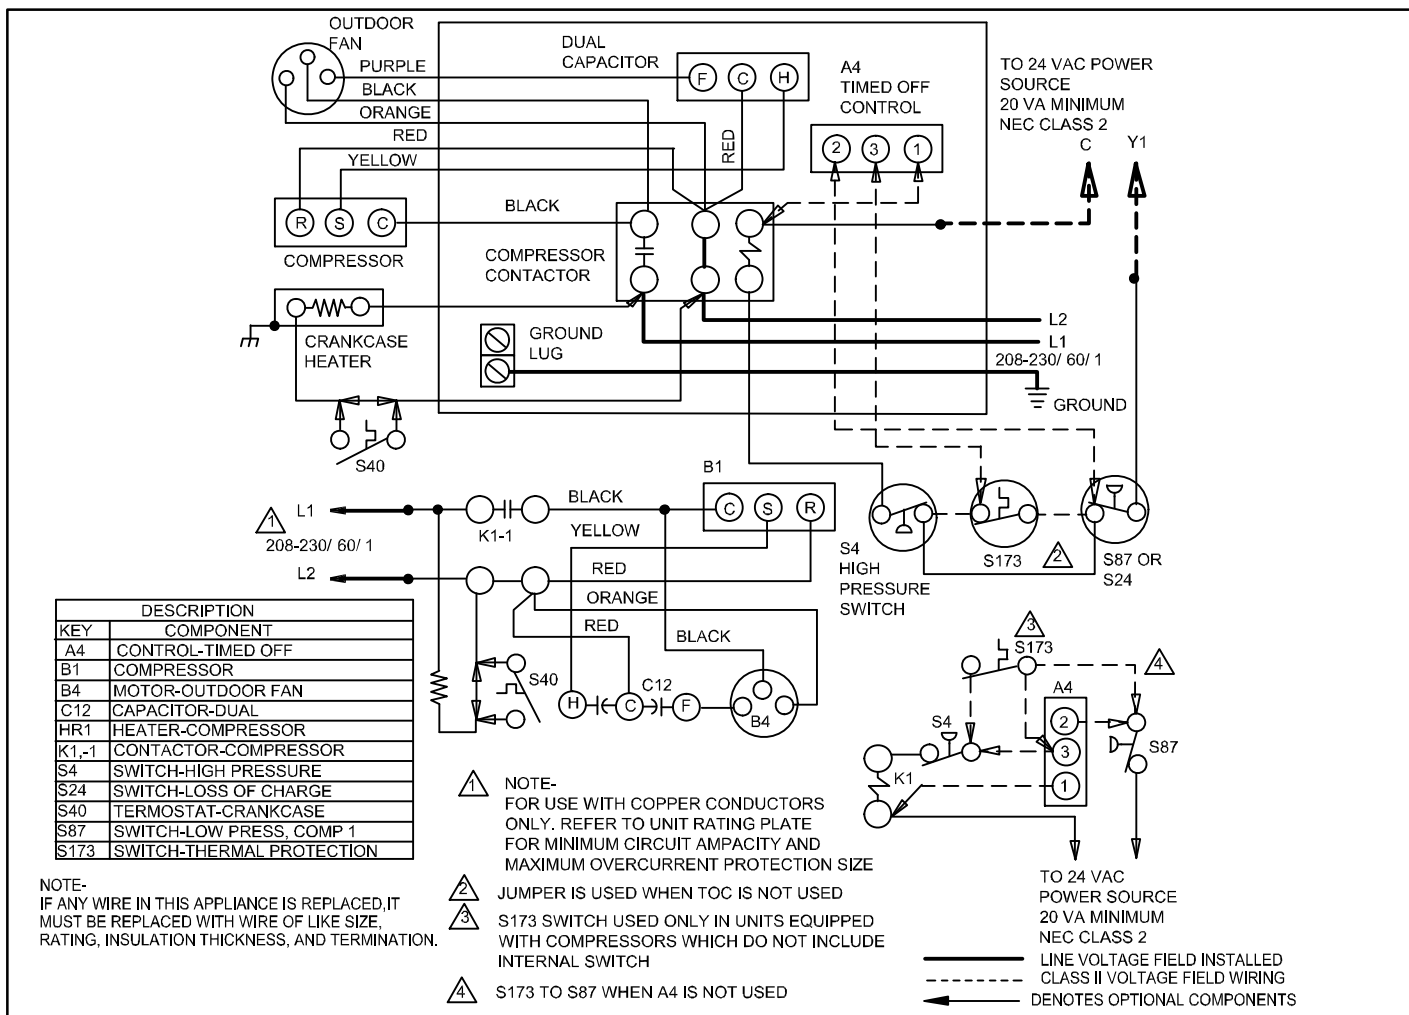 OUTDOOR
FAN
PURPLE
BLACK
ORANGE
RED
YELLOW
DUAL
CAPACITOR
F C H
RED
A4
TIMED OFF
CONTROL
2 3 1
TO 24 VAC POWER
SOURCE
20 VA MINIMUM
NEC CLASS 2
C Y1
R S C
COMPRESSOR
BLACK
COMPRESSOR
CONTACTOR
CRANKCASE
HEATER
GROUND
LUG
L2
L1
208-230/ 60/ 1
GROUND
S40
B1
C S R
L1
1
208-230/ 60/ 1
L2
K1-1
BLACK
YELLOW
RED
ORANGE
RED
BLACK
S40
H C F
C12
B4
S4
HIGH
PRESSURE
SWITCH
S173
2
S87 OR
S24
DESCRIPTION
KEY COMPONENT
A4 CONTROL-TIMED OFF
B1 COMPRESSOR
B4 MOTOR-OUTDOOR FAN
C12 CAPACITOR-DUAL
HR1 HEATER-COMPRESSOR
K1,-1 CONTACTOR-COMPRESSOR
S4 SWITCH-HIGH PRESSURE
S24 SWITCH-LOSS OF CHARGE
S40 TERMOSTAT-CRANKCASE
S87 SWITCH-LOW PRESS, COMP 1
S173 SWITCH-THERMAL PROTECTION
NOTE-
IF ANY WIRE IN THIS APPLIANCE IS REPLACED,IT
MUST BE REPLACED WITH WIRE OF LIKE SIZE,
RATING, INSULATION THICKNESS, AND TERMINATION.
1 NOTE-
FOR USE WITH COPPER CONDUCTORS
ONLY. REFER TO UNIT RATING PLATE
FOR MINIMUM CIRCUIT AMPACITY AND
MAXIMUM OVERCURRENT PROTECTION SIZE
2 JUMPER IS USED WHEN TOC IS NOT USED
3 S173 SWITCH USED ONLY IN UNITS EQUIPPED
WITH COMPRESSORS WHICH DO NOT INCLUDE
INTERNAL SWITCH
4 S173 TO S87 WHEN A4 IS NOT USED
3
S173
4
A4
2
3
1
S4
K1
S87
TO 24 VAC
POWER SOURCE
20 VA MINIMUM
NEC CLASS 2
LINE VOLTAGE FIELD INSTALLED
CLASS II VOLTAGE FIELD WIRING
DENOTES OPTIONAL COMPONENTS